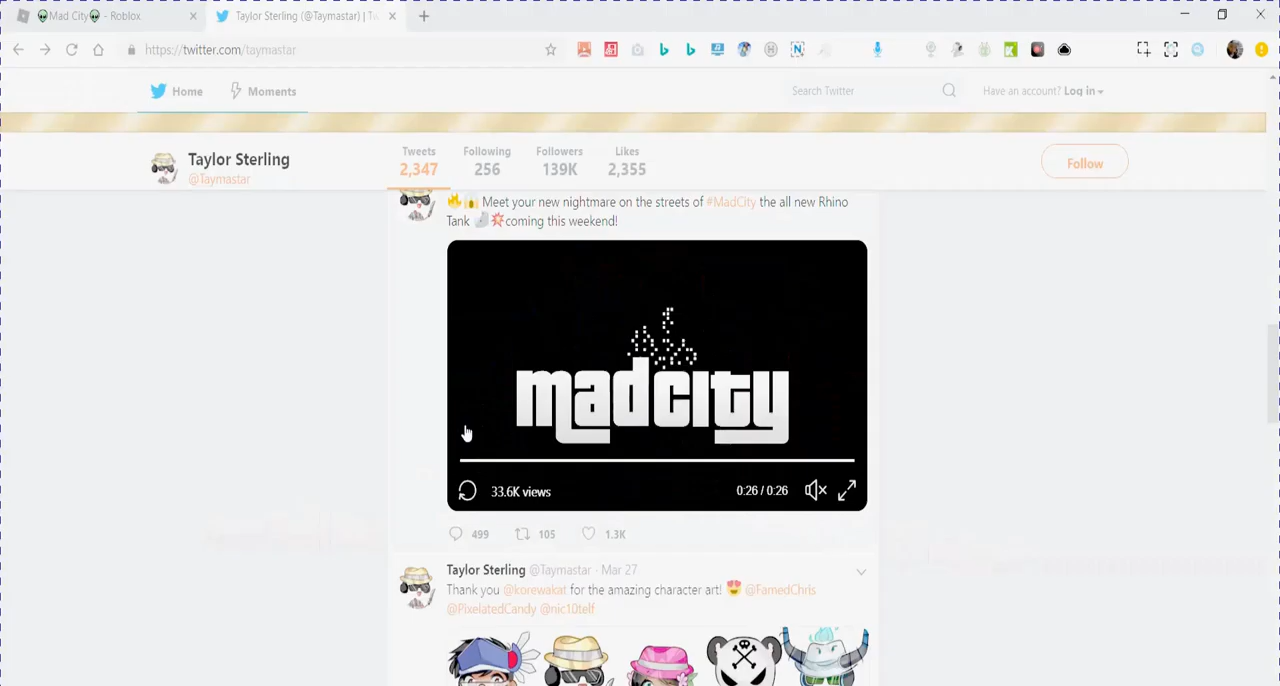 Mad City - Roblox
Taylor Sterling (@Taymastar) | Tw
https://twitter.com/taymastar
Home
Moments
Search Twitter
Have an account? Log in
Taylor Sterling
@Taymastar
Tweets
2,347
Following
256
Followers
139K
Likes
2,355
Follow
Meet your new nightmare on the streets of #MadCity the all new Rhino
Tank coming this weekend!
madcity
33.6K views
0:26 / 0:26
499
105
1.3K
Taylor Sterling @Taymastar · Mar 27
Thank you @korewakat for the amazing character art! 😍 @FamedChris
@PixelatedCandy @nic10telf